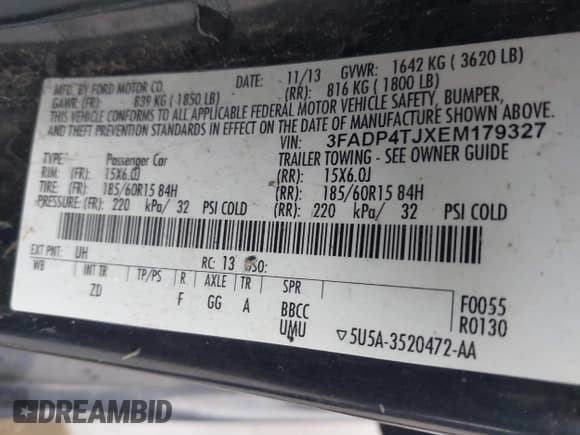 MFG. BY FORD MOTOR CO. DATE: 11/13 GVWR: 1642 KG ( 3620 LB)
GAWR: (FR): 839 KG ( 1850 LB) (RR): 816 KG ( 1800 LB)
THIS VEHICLE CONFORMS TO ALL APPLICABLE FEDERAL MOTOR VEHICLE SAFETY, BUMPER,
AND THEFT PREVENTION STANDARDS IN EFFECT ON THE DATE OF MANUFACTURE SHOWN ABOVE.
VIN: 3FADP4TJXEM179327
TYPE: Passenger Car TRAILER TOWING - SEE OWNER GUIDE
RIM: (FR): 15X6.0J (RR): 15X6.0J
TIRE: (FR): 185/60R15 84H (RR): 185/60R15 84H
PRESSURE: (FR): 220 kPa/ 32 PSI COLD (RR): 220 kPa/ 32 PSI COLD
EXT PNT: UH RC: 13 DSO:
WB INT TR TP/PS R AXLE TR SPR
ZD F GG A BBCC F0055
UMU R0130
▽5U5A-3520472-AA
DREAMBID